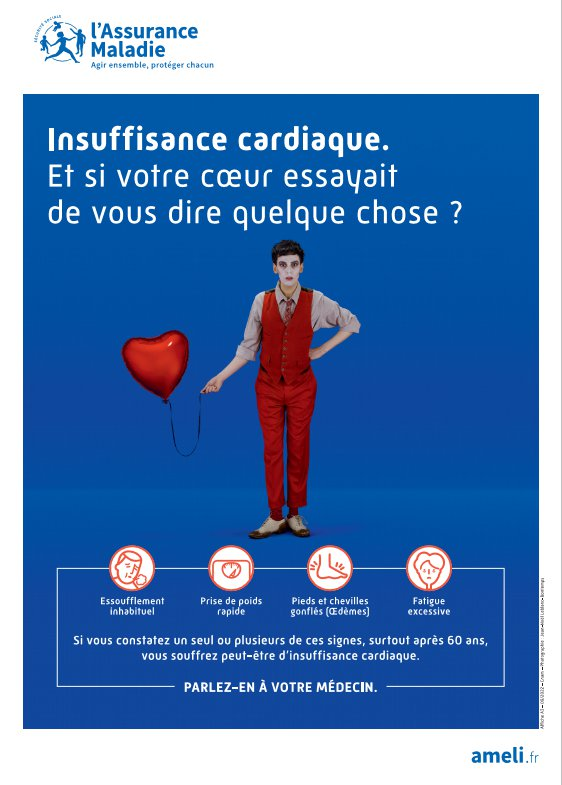 SÉCURITÉ SOCIALE
l'Assurance
Maladie
Agir ensemble, protéger chacun
Insuffisance cardiaque.
Et si votre cœur essayait
de vous dire quelque chose ?
Essoufflement
inhabituel
Prise de poids
rapide
Pieds et chevilles
gonflés (Œdèmes)
Fatigue
excessive
Si vous constatez un seul ou plusieurs de ces signes, surtout après 60 ans,
vous souffrez peut-être d'insuffisance cardiaque.
PARLEZ-EN À VOTRE MÉDECIN.
ameli.fr